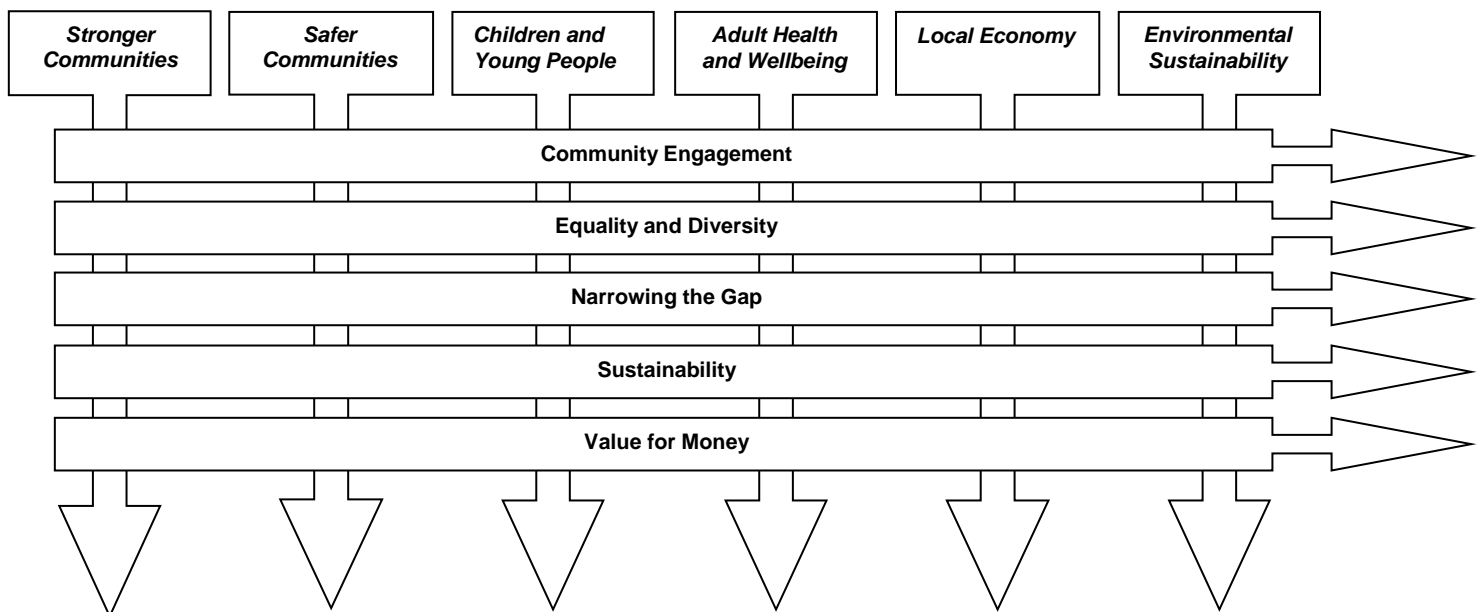 Stronger
Communities
Safer
Communities
Children and
Young People
Adult Health
and Wellbeing
Local Economy
Environmental
Sustainability
Community Engagement
Equality and Diversity
Narrowing the Gap
Sustainability
Value for Money